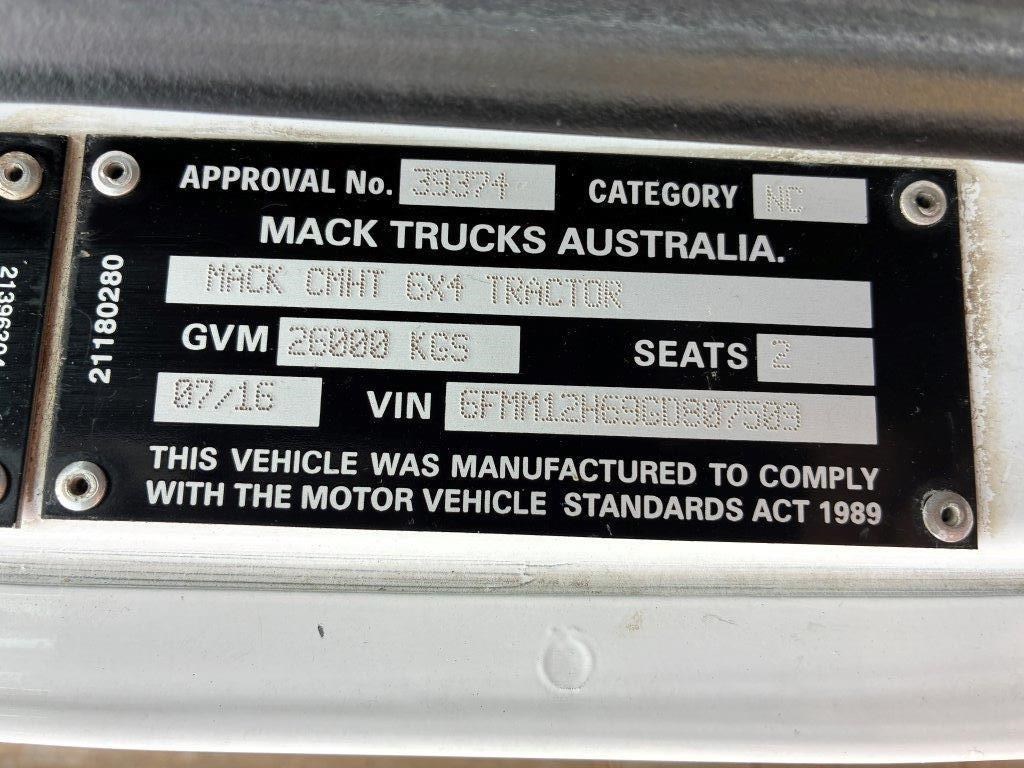 APPROVAL No. 39374 CATEGORY NC
MACK TRUCKS AUSTRALIA.
MACK CMHT 6X4 TRACTOR
GVM 26000 KGS SEATS 2
07/16 VIN 6FMM12H69GD807509
THIS VEHICLE WAS MANUFACTURED TO COMPLY
WITH THE MOTOR VEHICLE STANDARDS ACT 1989
21180280